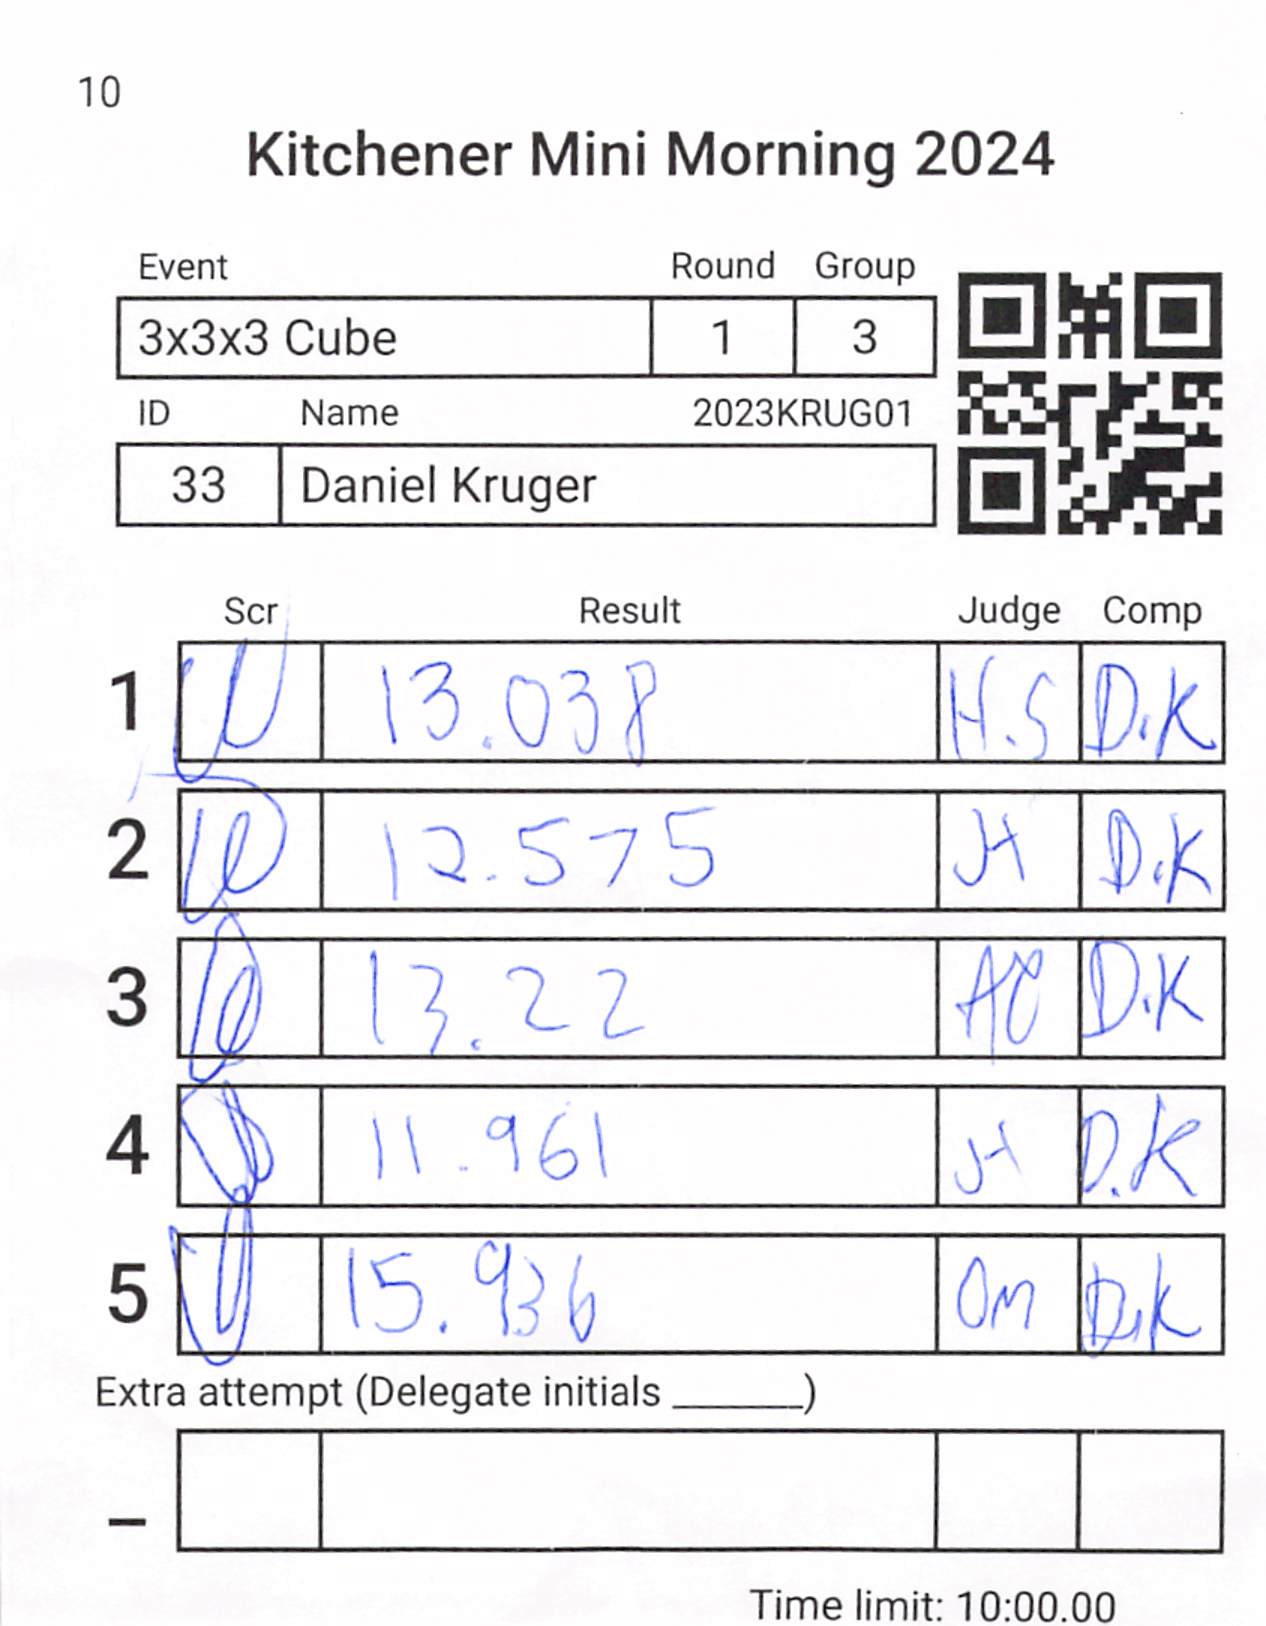 10
Kitchener Mini Morning 2024
Event Round Group
3x3x3 Cube 1 3
ID Name 2023KRUG01
33 Daniel Kruger
Scr Result Judge Comp
1 13.038 H.S D.K
2 12.575 JH D.K
3 13.22 AC D.K
4 11.961 JH D.K
5 15.936 OM D.K
Extra attempt (Delegate initials ______)
–
Time limit: 10:00.00